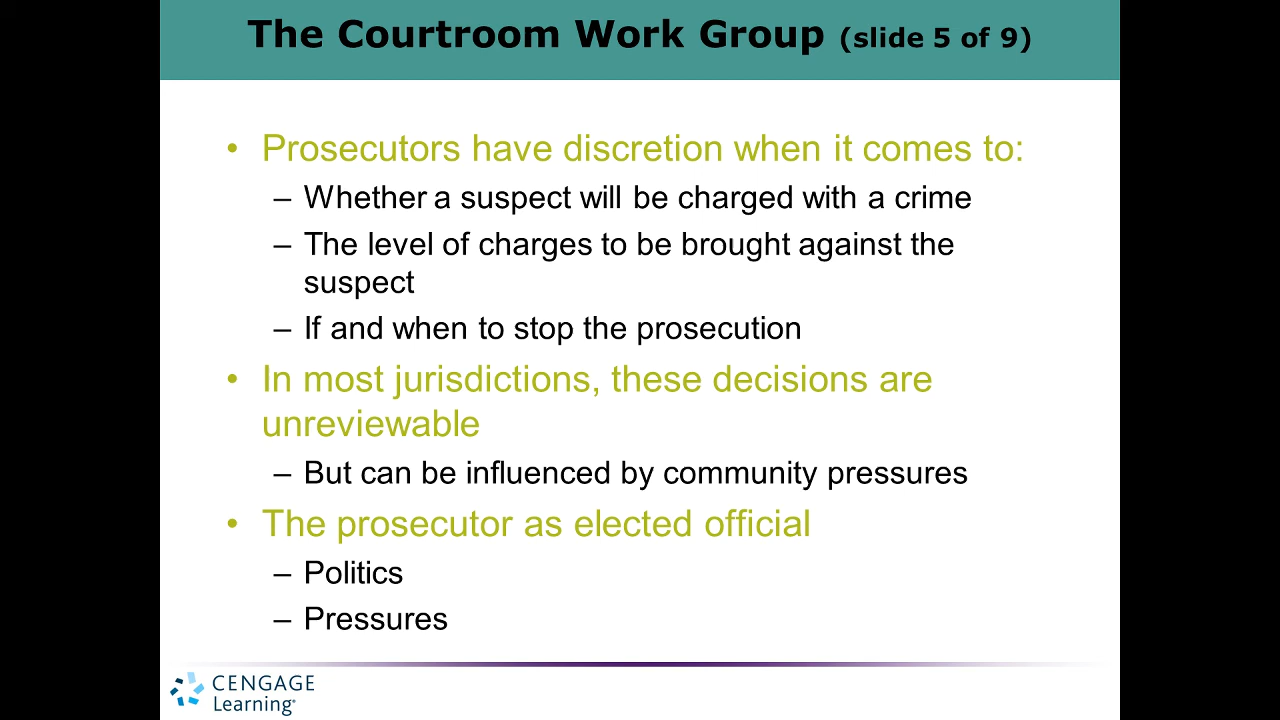 The Courtroom Work Group (slide 5 of 9)
• Prosecutors have discretion when it comes to:
– Whether a suspect will be charged with a crime
– The level of charges to be brought against the
suspect
– If and when to stop the prosecution
• In most jurisdictions, these decisions are
unreviewable
– But can be influenced by community pressures
• The prosecutor as elected official
– Politics
– Pressures
CENGAGE
Learning®